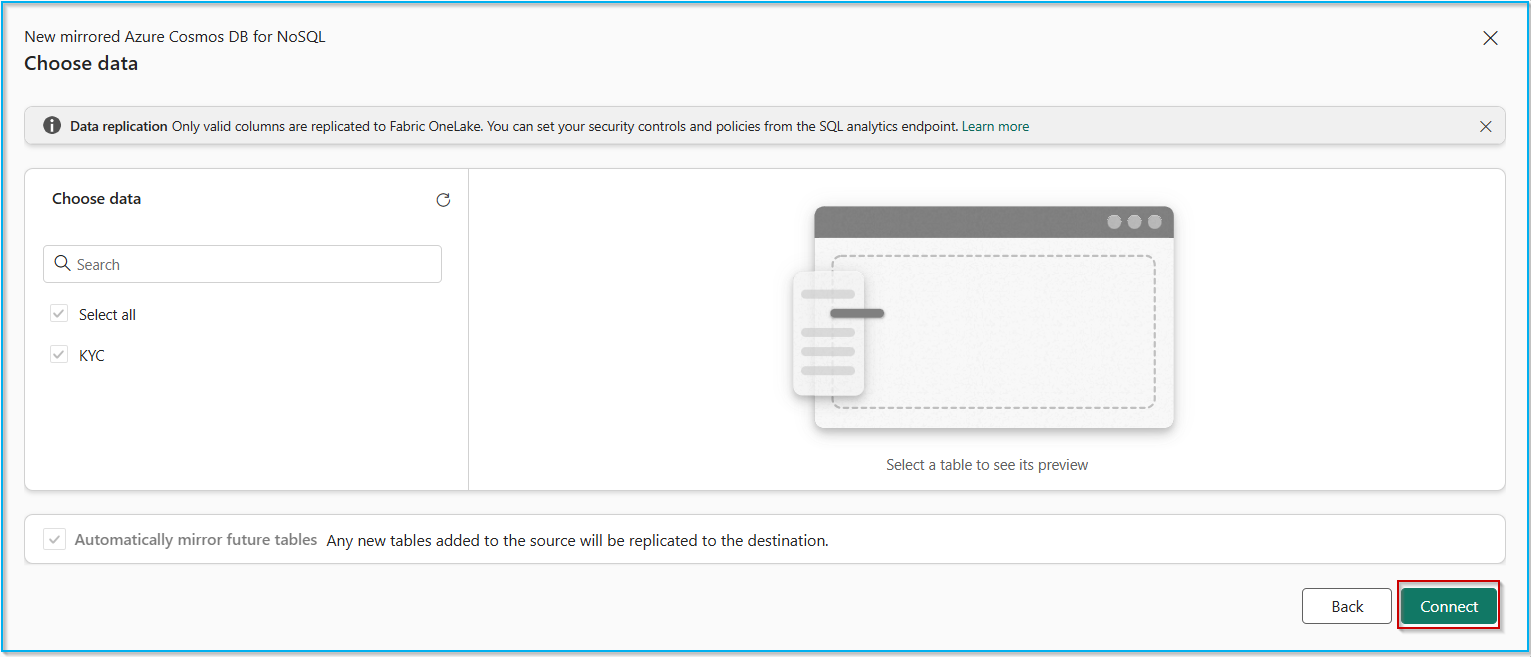 New mirrored Azure Cosmos DB for NoSQL
Choose data
Data replication Only valid columns are replicated to Fabric OneLake. You can set your security controls and policies from the SQL analytics endpoint. Learn more
Choose data
Search
Select all
KYC
Select a table to see its preview
Automatically mirror future tables Any new tables added to the source will be replicated to the destination.
Back
Connect